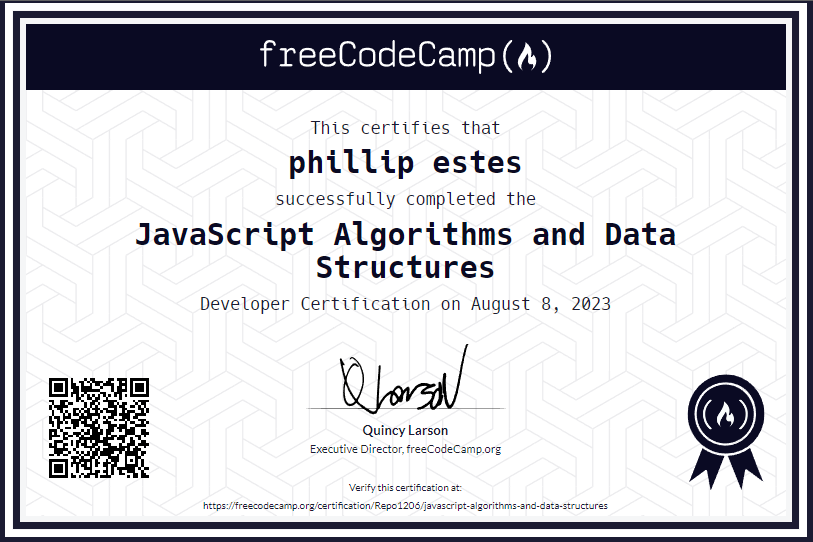 freeCodeCamp(🔥)
This certifies that
phillip estes
successfully completed the
JavaScript Algorithms and Data
Structures
Developer Certification on August 8, 2023
QLarson
Quincy Larson
Executive Director, freeCodeCamp.org
Verify this certification at:
https://freecodecamp.org/certification/Repo1206/javascript-algorithms-and-data-structures